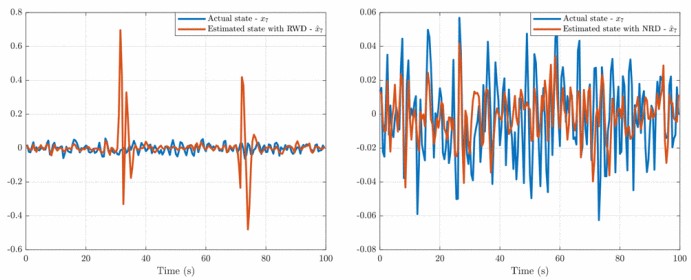 0.8
0.6
0.4
0.2
0
-0.2
-0.4
-0.6
0 20 40 60 80 100
Time (s)
Actual state - x₇
Estimated state with RWD - x̂₇
0.06
0.04
0.02
0
-0.02
-0.04
-0.06
-0.08
0 20 40 60 80 100
Time (s)
Actual state - x₇
Estimated state with NRD - x̂₇